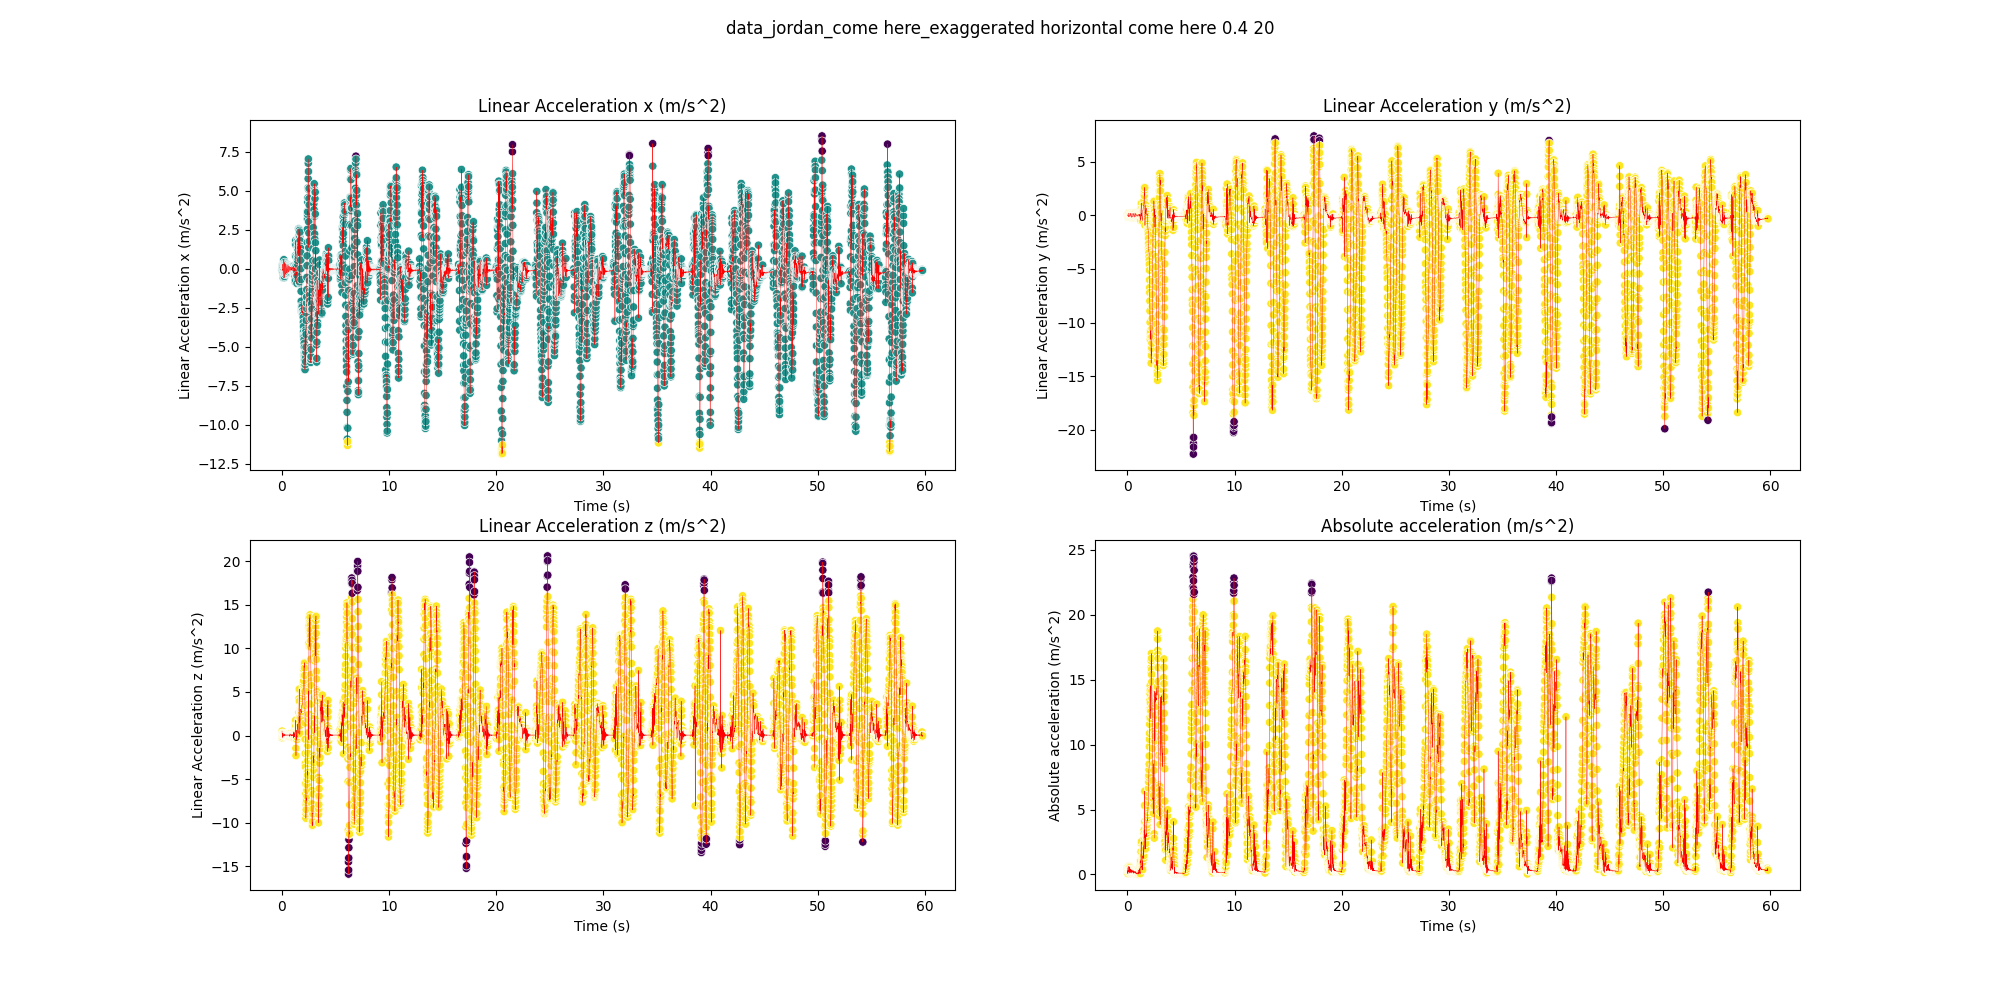 data_jordan_come here_exaggerated horizontal come here 0.4 20
Linear Acceleration x (m/s^2)
Linear Acceleration x (m/s^2)
7.5
5.0
2.5
0.0
−2.5
−5.0
−7.5
−10.0
−12.5
0 10 20 30 40 50 60
Time (s)
Linear Acceleration y (m/s^2)
Linear Acceleration y (m/s^2)
5
0
−5
−10
−15
−20
0 10 20 30 40 50 60
Time (s)
Linear Acceleration z (m/s^2)
Linear Acceleration z (m/s^2)
20
15
10
5
0
−5
−10
−15
0 10 20 30 40 50 60
Time (s)
Absolute acceleration (m/s^2)
Absolute acceleration (m/s^2)
25
20
15
10
5
0
0 10 20 30 40 50 60
Time (s)